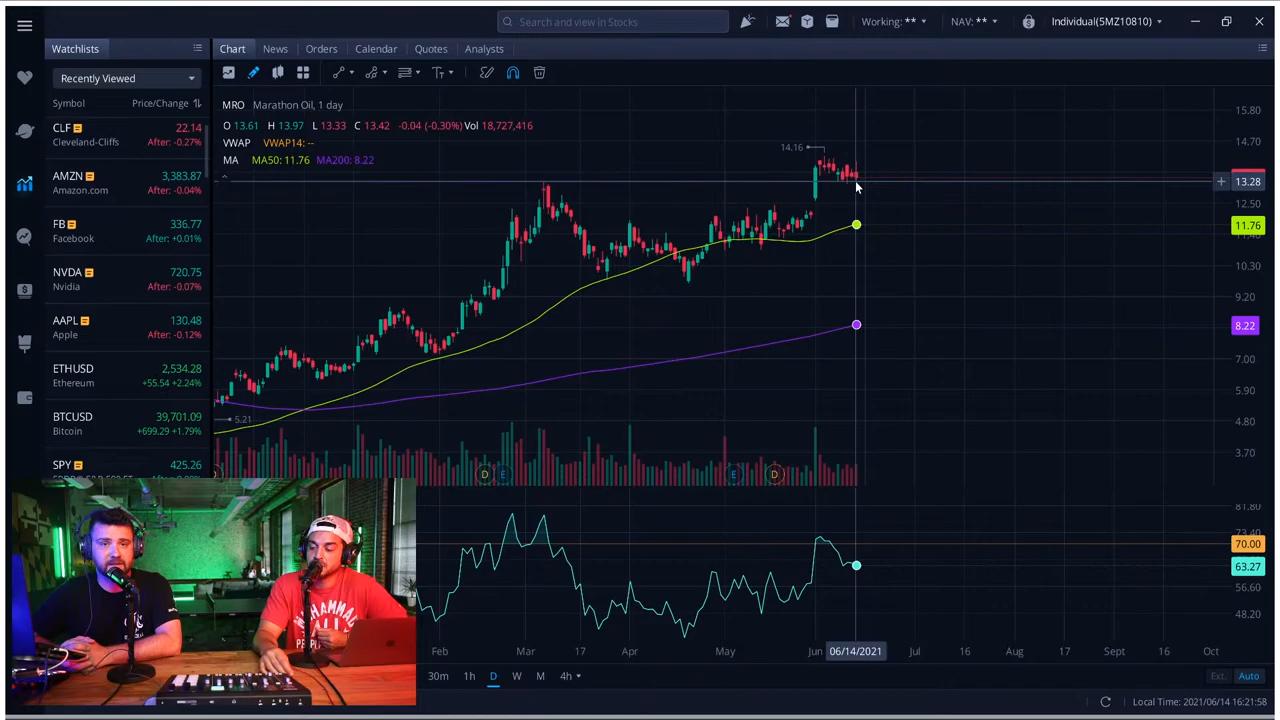 Search and view in Stocks
Working: **
NAV: **
Individual(5MZ10810)
Watchlists
Chart
News
Orders
Calendar
Quotes
Analysts
Recently Viewed
Symbol
Price/Change
CLF
22.14
Cleveland-Cliffs
After: -0.27%
AMZN
3,383.87
Amazon.com
After: -0.04%
FB
336.77
Facebook
After: +0.01%
NVDA
720.75
Nvidia
After: -0.07%
AAPL
130.48
Apple
After: -0.12%
ETHUSD
2,534.28
Ethereum
+55.54 +2.24%
BTCUSD
39,701.09
Bitcoin
+699.29 +1.79%
SPY
425.26
MRO Marathon Oil, 1 day
O 13.61 H 13.97 L 13.33 C 13.42 -0.04 (-0.30%) Vol 18,727,416
VWAP VWAP14: --
MA MA50: 11.76 MA200: 8.22
14.16
5.21
15.80
14.70
13.28
12.50
11.76
10.30
9.20
8.22
7.00
5.90
4.80
3.70
D
E
E
D
81.80
70.00
63.27
56.60
48.20
Feb
Mar
17
Apr
May
Jun
06/14/2021
Jul
16
Aug
17
Sept
16
Oct
30m
1h
D
W
M
4h
Ext.
Auto
Local Time: 2021/06/14 16:21:58
MUHAMMAD
ALI